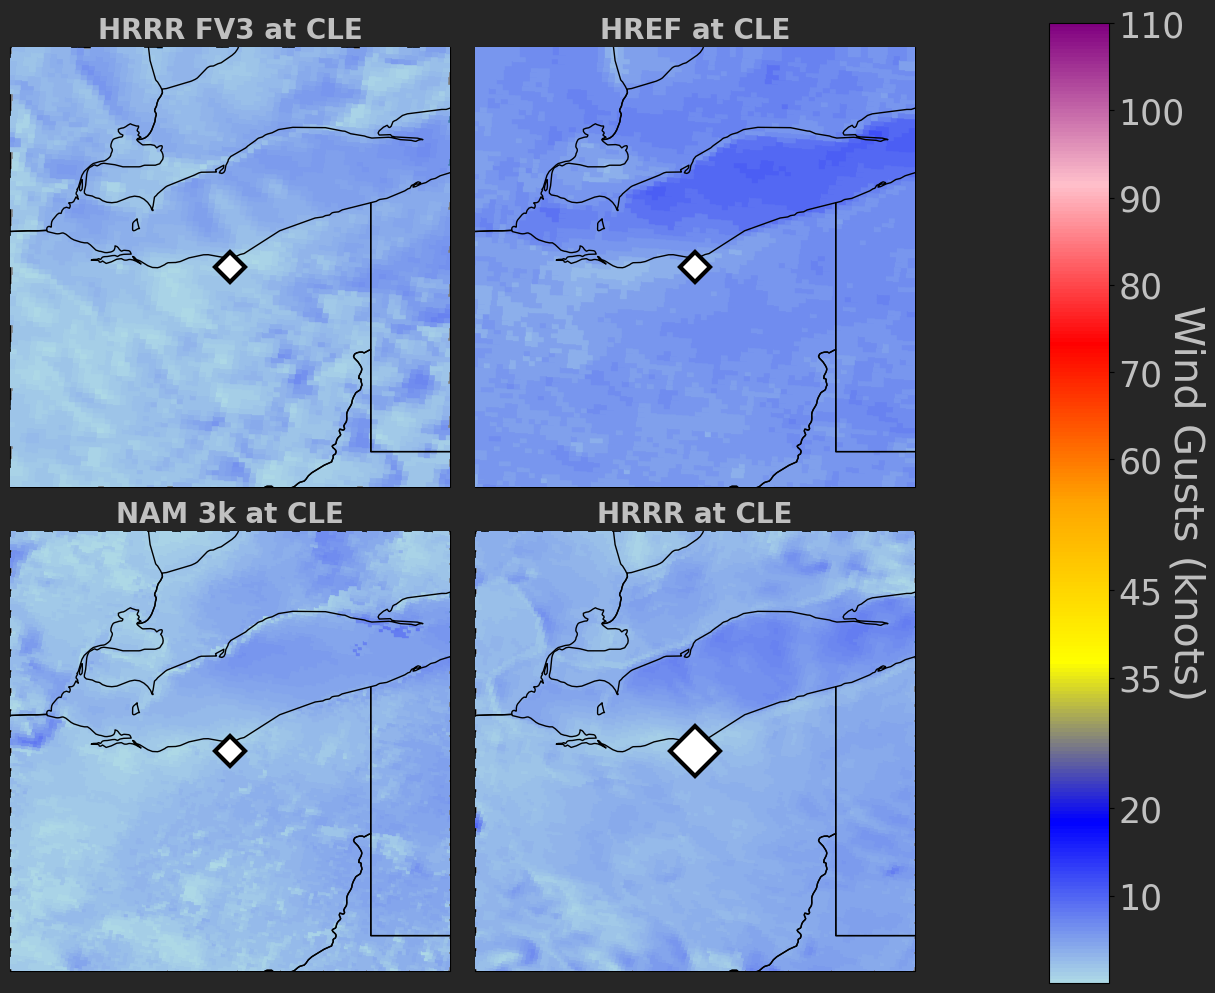 HRRR FV3 at CLE
HREF at CLE
NAM 3k at CLE
HRRR at CLE
110
100
90
80
70
60
45
35
20
10
Wind Gusts (knots)